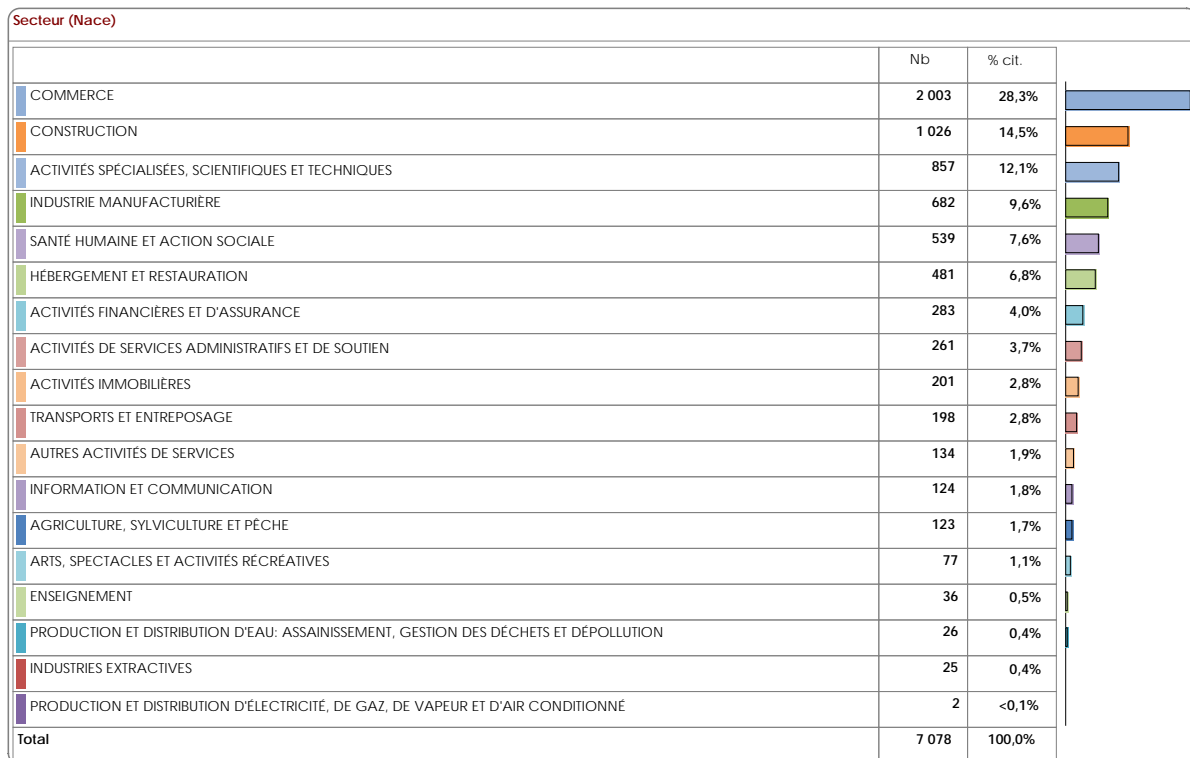 Secteur (Nace)
Nb % cit.
COMMERCE 2 003 28,3%
CONSTRUCTION 1 026 14,5%
ACTIVITÉS SPÉCIALISÉES, SCIENTIFIQUES ET TECHNIQUES 857 12,1%
INDUSTRIE MANUFACTURIÈRE 682 9,6%
SANTÉ HUMAINE ET ACTION SOCIALE 539 7,6%
HÉBERGEMENT ET RESTAURATION 481 6,8%
ACTIVITÉS FINANCIÈRES ET D'ASSURANCE 283 4,0%
ACTIVITÉS DE SERVICES ADMINISTRATIFS ET DE SOUTIEN 261 3,7%
ACTIVITÉS IMMOBILIÈRES 201 2,8%
TRANSPORTS ET ENTREPOSAGE 198 2,8%
AUTRES ACTIVITÉS DE SERVICES 134 1,9%
INFORMATION ET COMMUNICATION 124 1,8%
AGRICULTURE, SYLVICULTURE ET PÊCHE 123 1,7%
ARTS, SPECTACLES ET ACTIVITÉS RÉCRÉATIVES 77 1,1%
ENSEIGNEMENT 36 0,5%
PRODUCTION ET DISTRIBUTION D'EAU: ASSAINISSEMENT, GESTION DES DÉCHETS ET DÉPOLLUTION 26 0,4%
INDUSTRIES EXTRACTIVES 25 0,4%
PRODUCTION ET DISTRIBUTION D'ÉLECTRICITÉ, DE GAZ, DE VAPEUR ET D'AIR CONDITIONNÉ 2 <0,1%
Total 7 078 100,0%